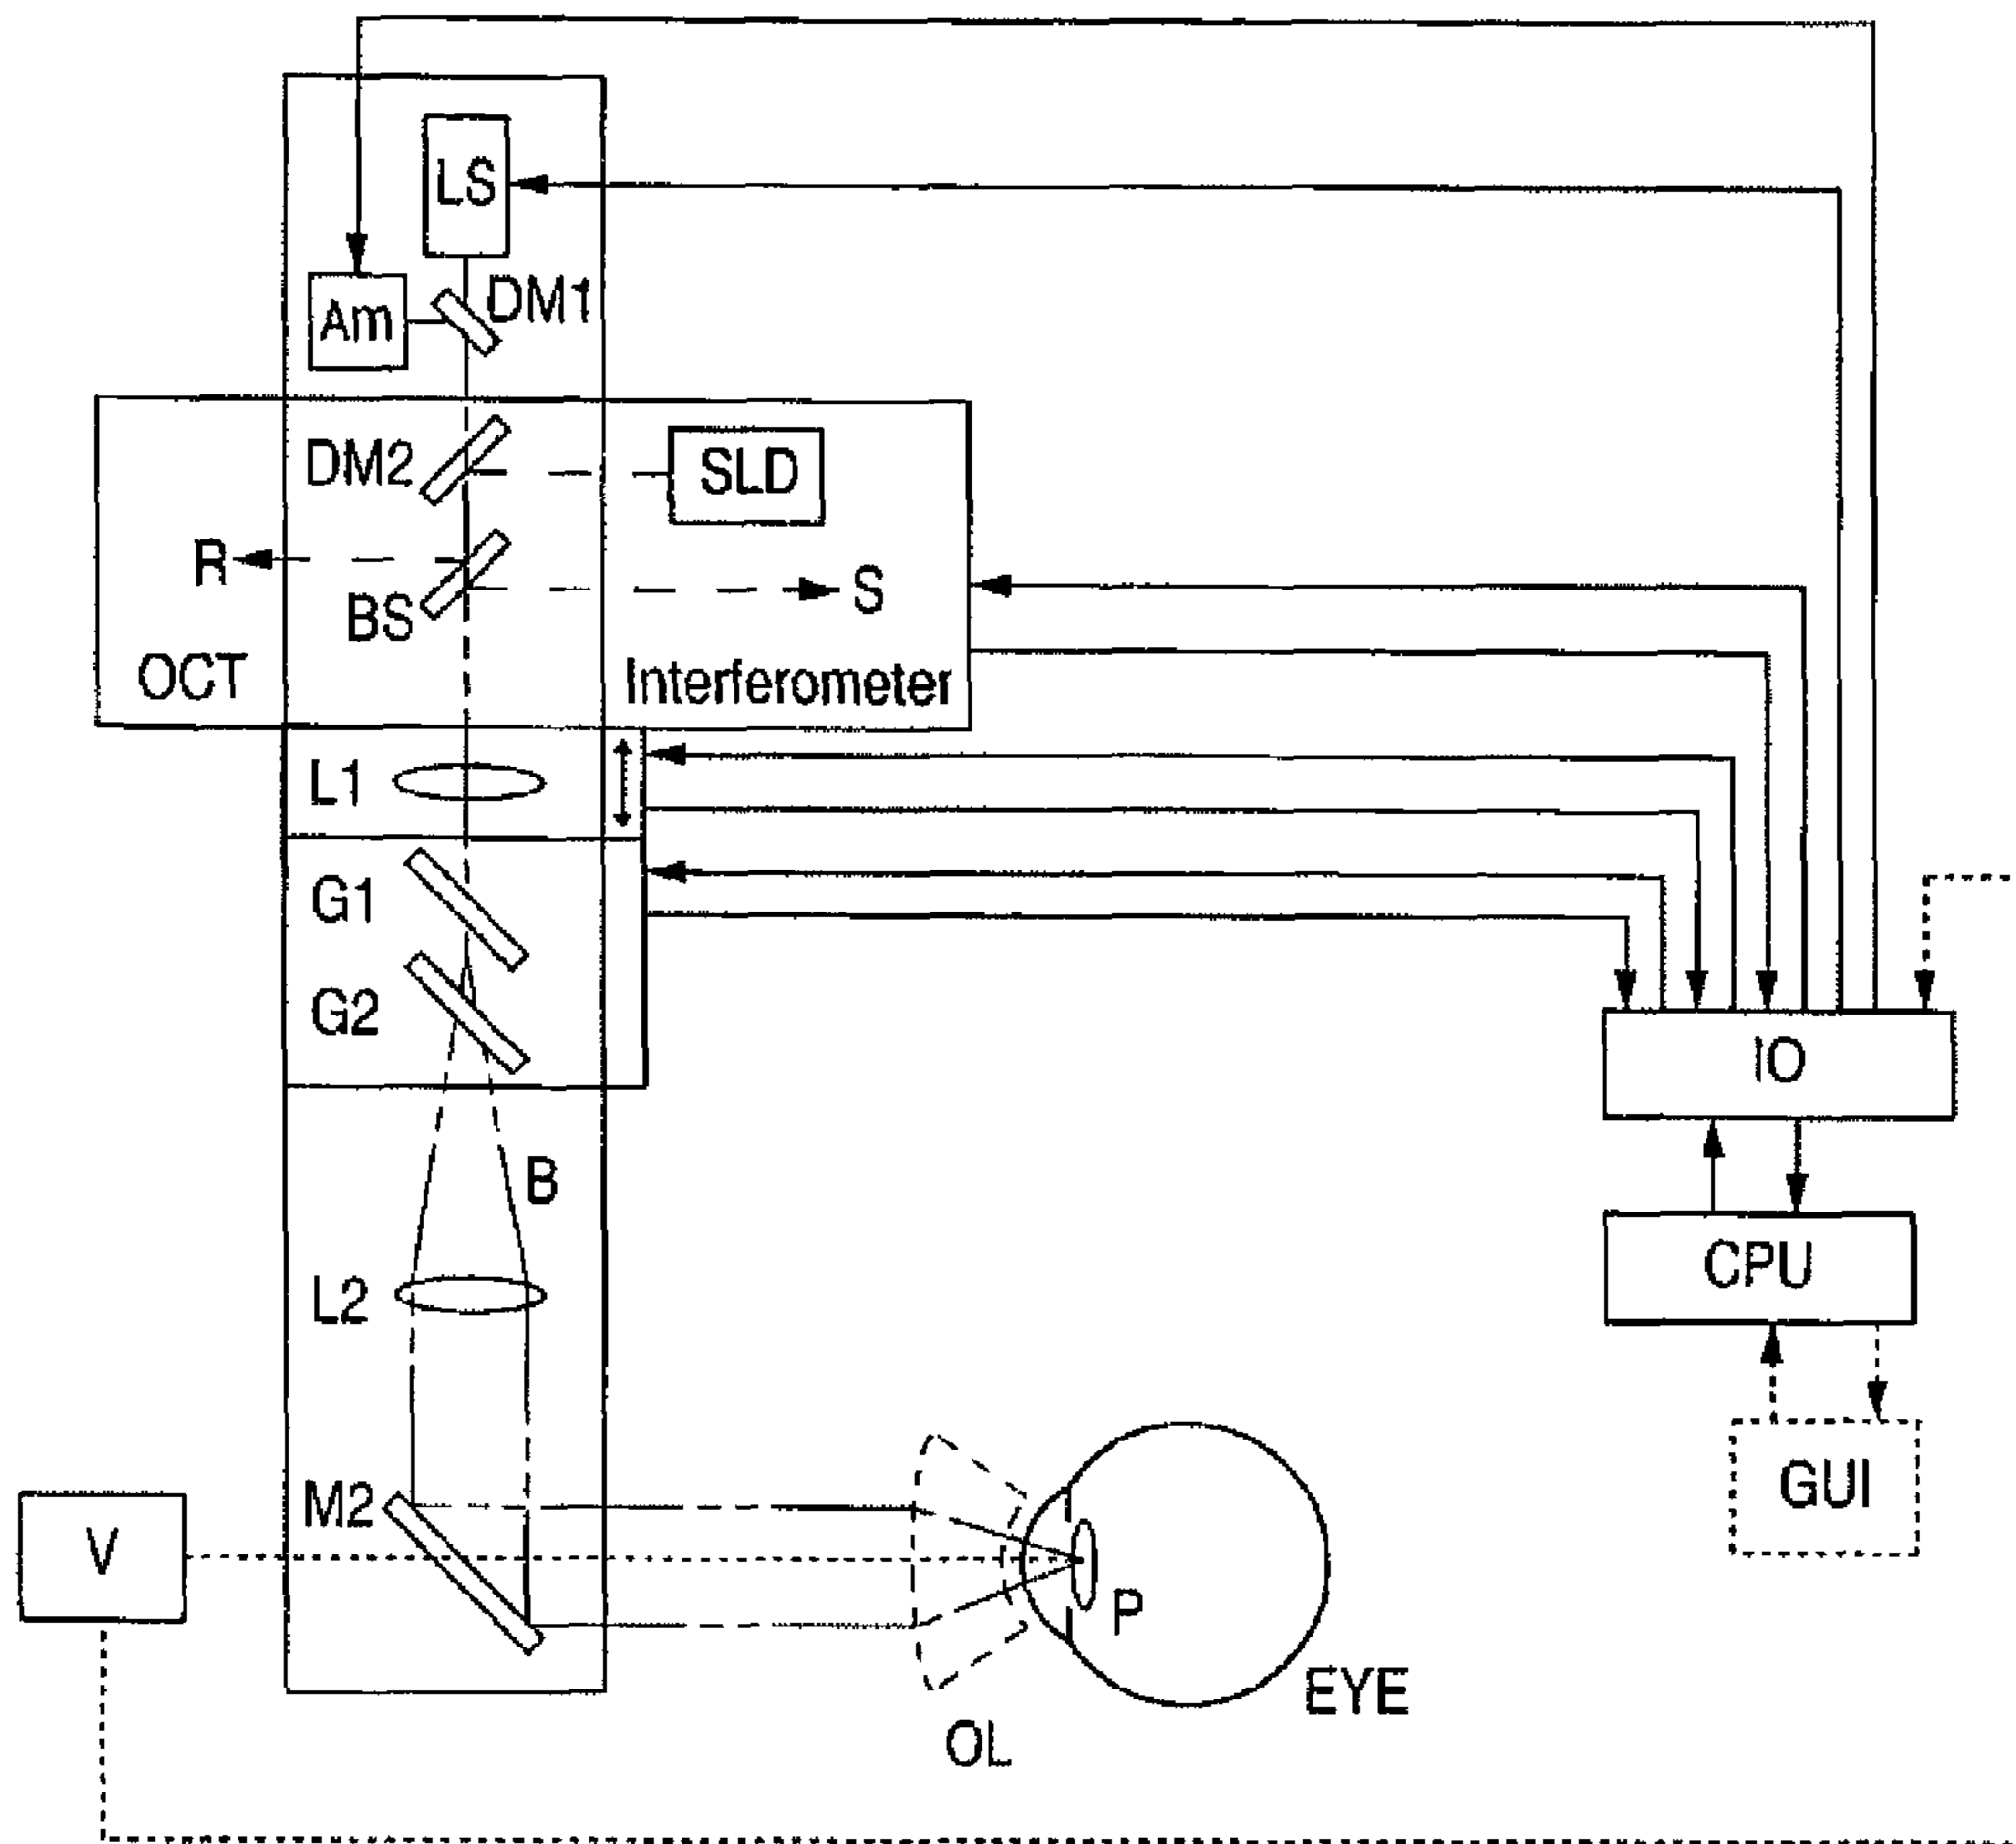 LS
DM1
Am
DM2
SLD
R
S
BS
OCT
Interferometer
L1
G1
G2
IO
B
CPU
L2
GUI
M2
V
P
EYE
OL